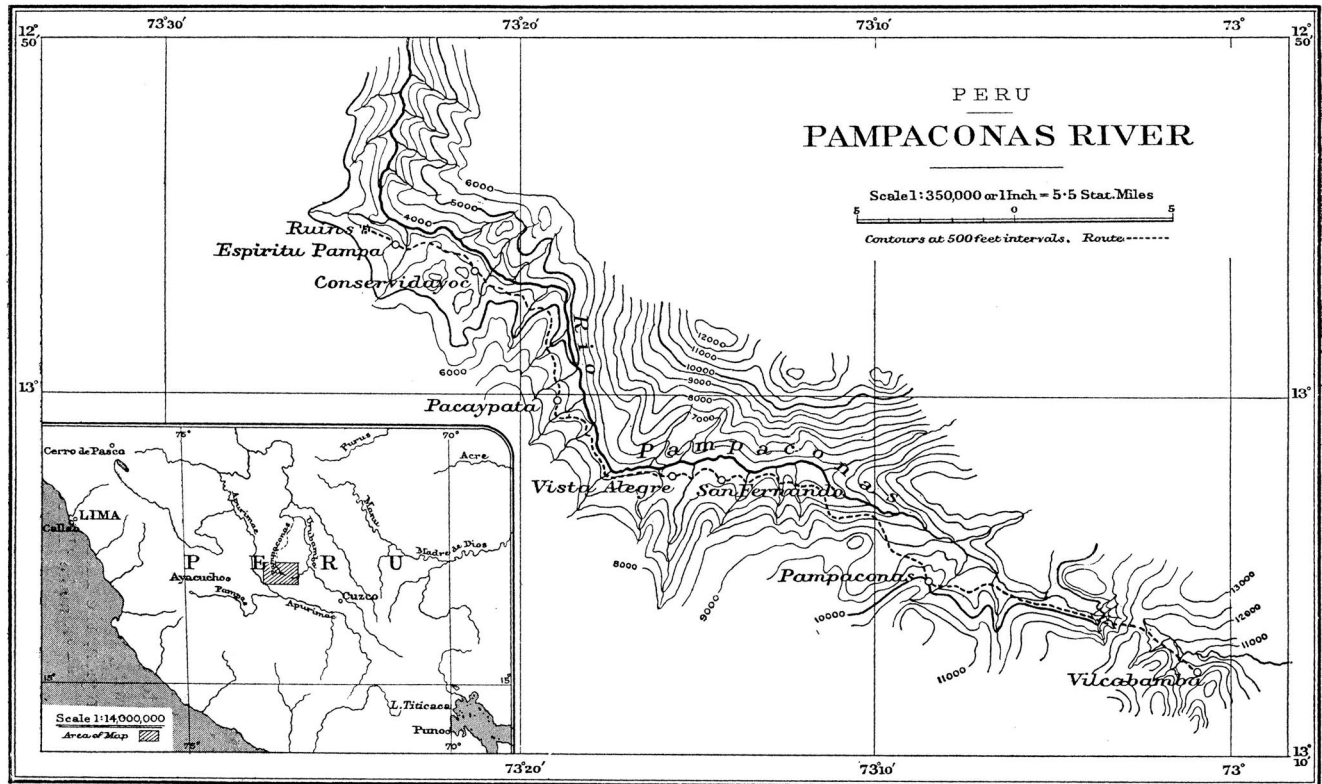 73°30'
73°20'
73°10'
73°
12°
50'
12°
50'
PERU
PAMPACONAS RIVER
Scale 1:350,000 or 1 Inch = 5·5 Stat. Miles
5
0
5
Contours at 500 feet intervals. Route
6000
5000
4000
Ruins
Espiritu Pampa
Conservidayoc
Rio
12000
11000
10000
9000
8000
7000
6000
13°
13°
Pacaypata
Pampaconas
Vista Alegre
San Fernando
8000
9000
Pampaconas
10000
11000
13000
12000
11000
Vilcabamba
75°
70°
Cerro de Pasco
Purus
Acre
LIMA
Callao
Apurimac
Pampaconas
Urubamba
Manu
Madre de Dios
PERU
Ayacucho
Pampas
Apurimac
Cuzco
15°
15°
L. Titicaca
Puno
Scale 1:14,000,000
Area of Map
75°
70°
73°20'
73°10'
13°
10'